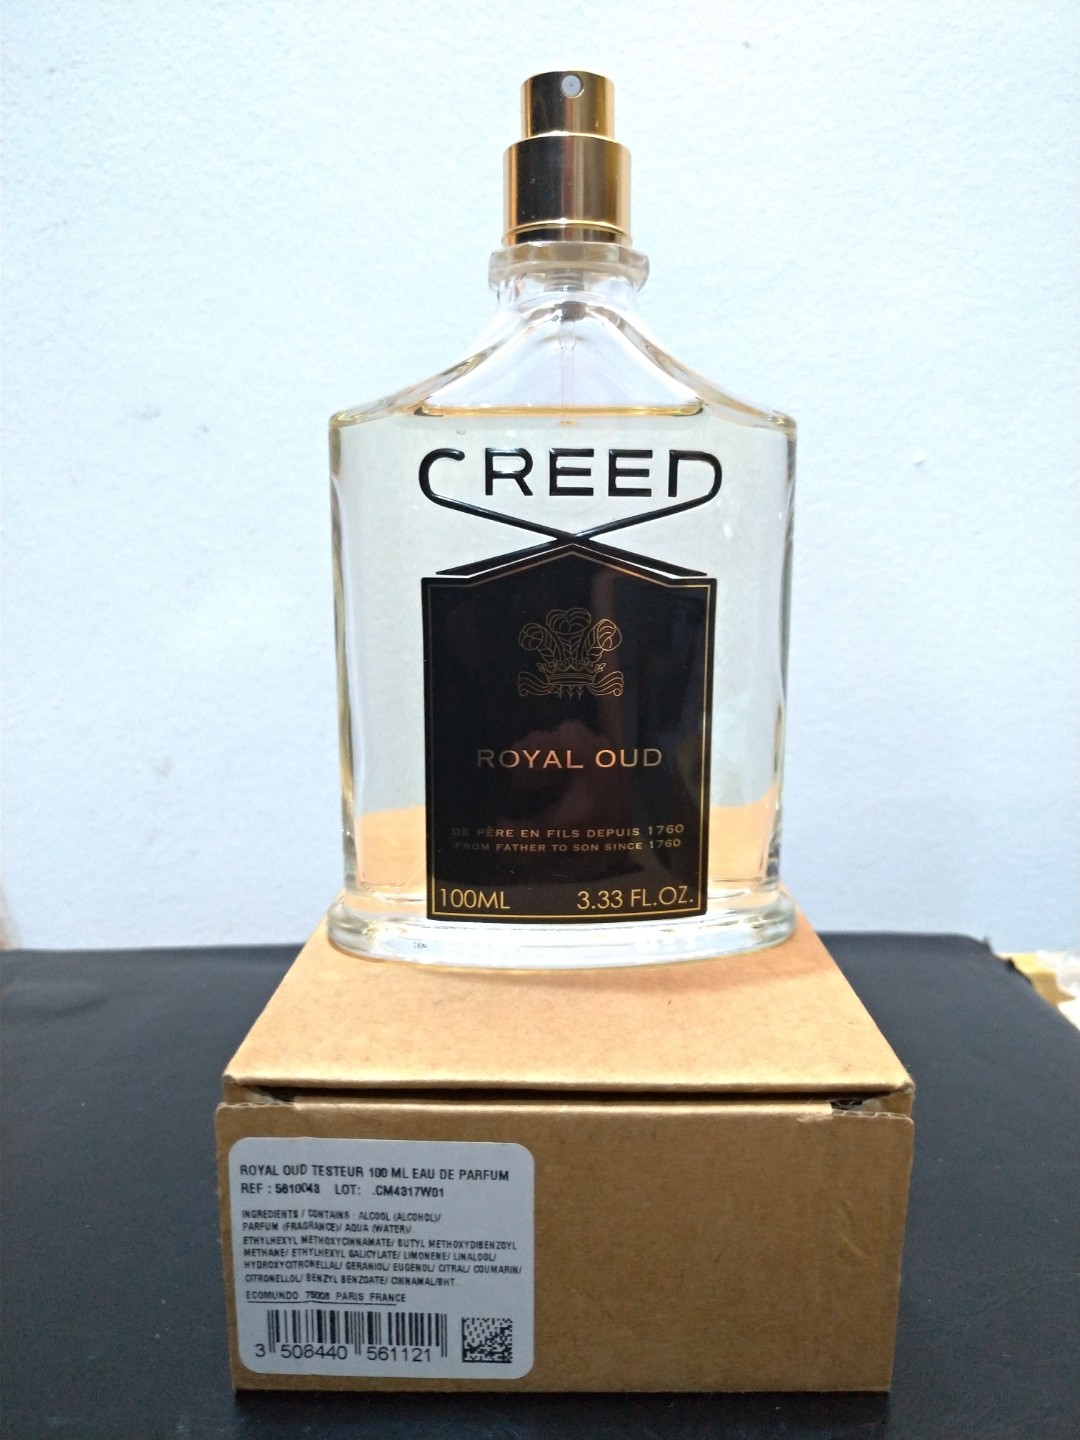 CREED
ROYAL OUD
DE PÈRE EN FILS DEPUIS 1760
FROM FATHER TO SON SINCE 1760
100ML 3.33 FL.OZ.
ROYAL OUD TESTEUR 100 ML EAU DE PARFUM
REF : 5610043 LOT: .CM4317W01
INGREDIENTS / CONTAINS : ALCOOL (ALCOHOL)/
PARFUM (FRAGRANCE)/ AQUA (WATER)/
ETHYLHEXYL METHOXYCINNAMATE/ BUTYL METHOXYDIBENZOYL
METHANE/ ETHYLHEXYL SALICYLATE/ LIMONENE/ LINALOOL/
HYDROXYCITRONELLAL/ GERANIOL/ EUGENOL/ CITRAL/ COUMARIN/
CITRONELLOL/ BENZYL BENZOATE/ CINNAMAL/BHT.
ECOMUNDO 75008 PARIS FRANCE
3 508440 561121